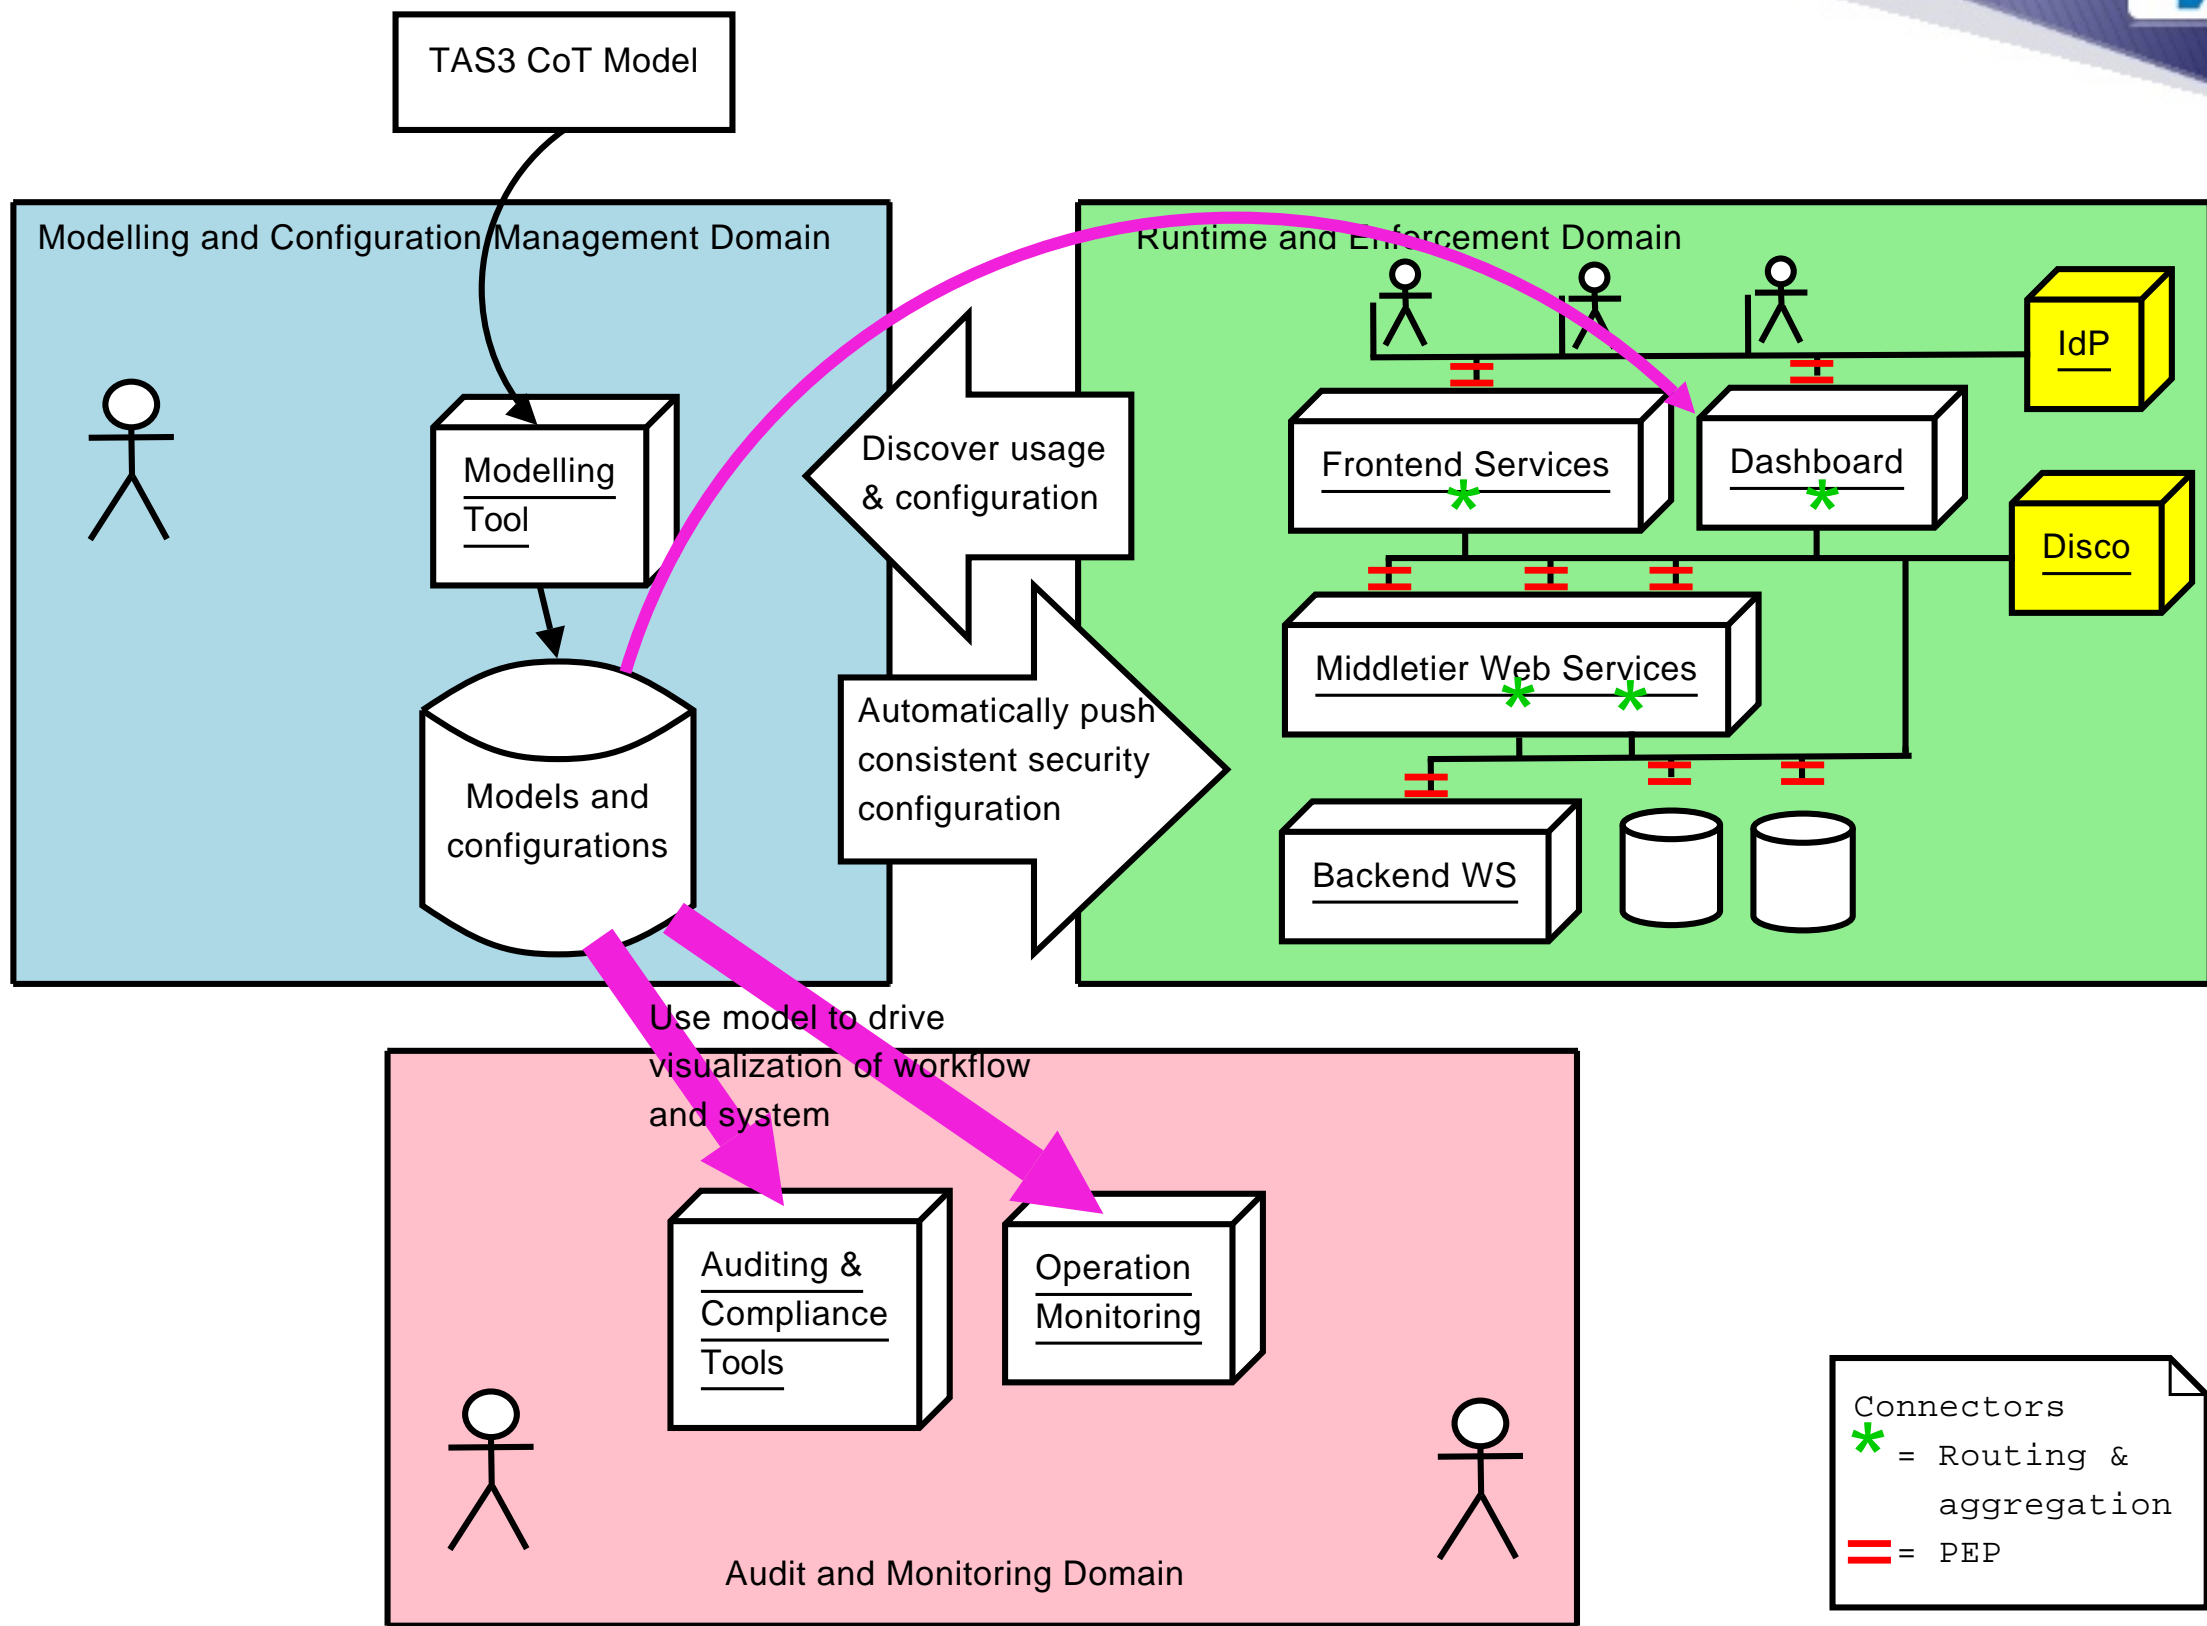 TAS3 CoT Model
Modelling and Configuration Management Domain
Runtime and Enforcement Domain
IdP
Modelling
Tool
Discover usage
& configuration
Frontend Services
*
Dashboard
*
Disco
Middletier Web Services
* *
Automatically push
consistent security
configuration
Models and
configurations
Backend WS
Use model to drive
visualization of workflow
and system
Auditing &
Compliance
Tools
Operation
Monitoring
Audit and Monitoring Domain
Connectors
* = Routing &
aggregation
= PEP